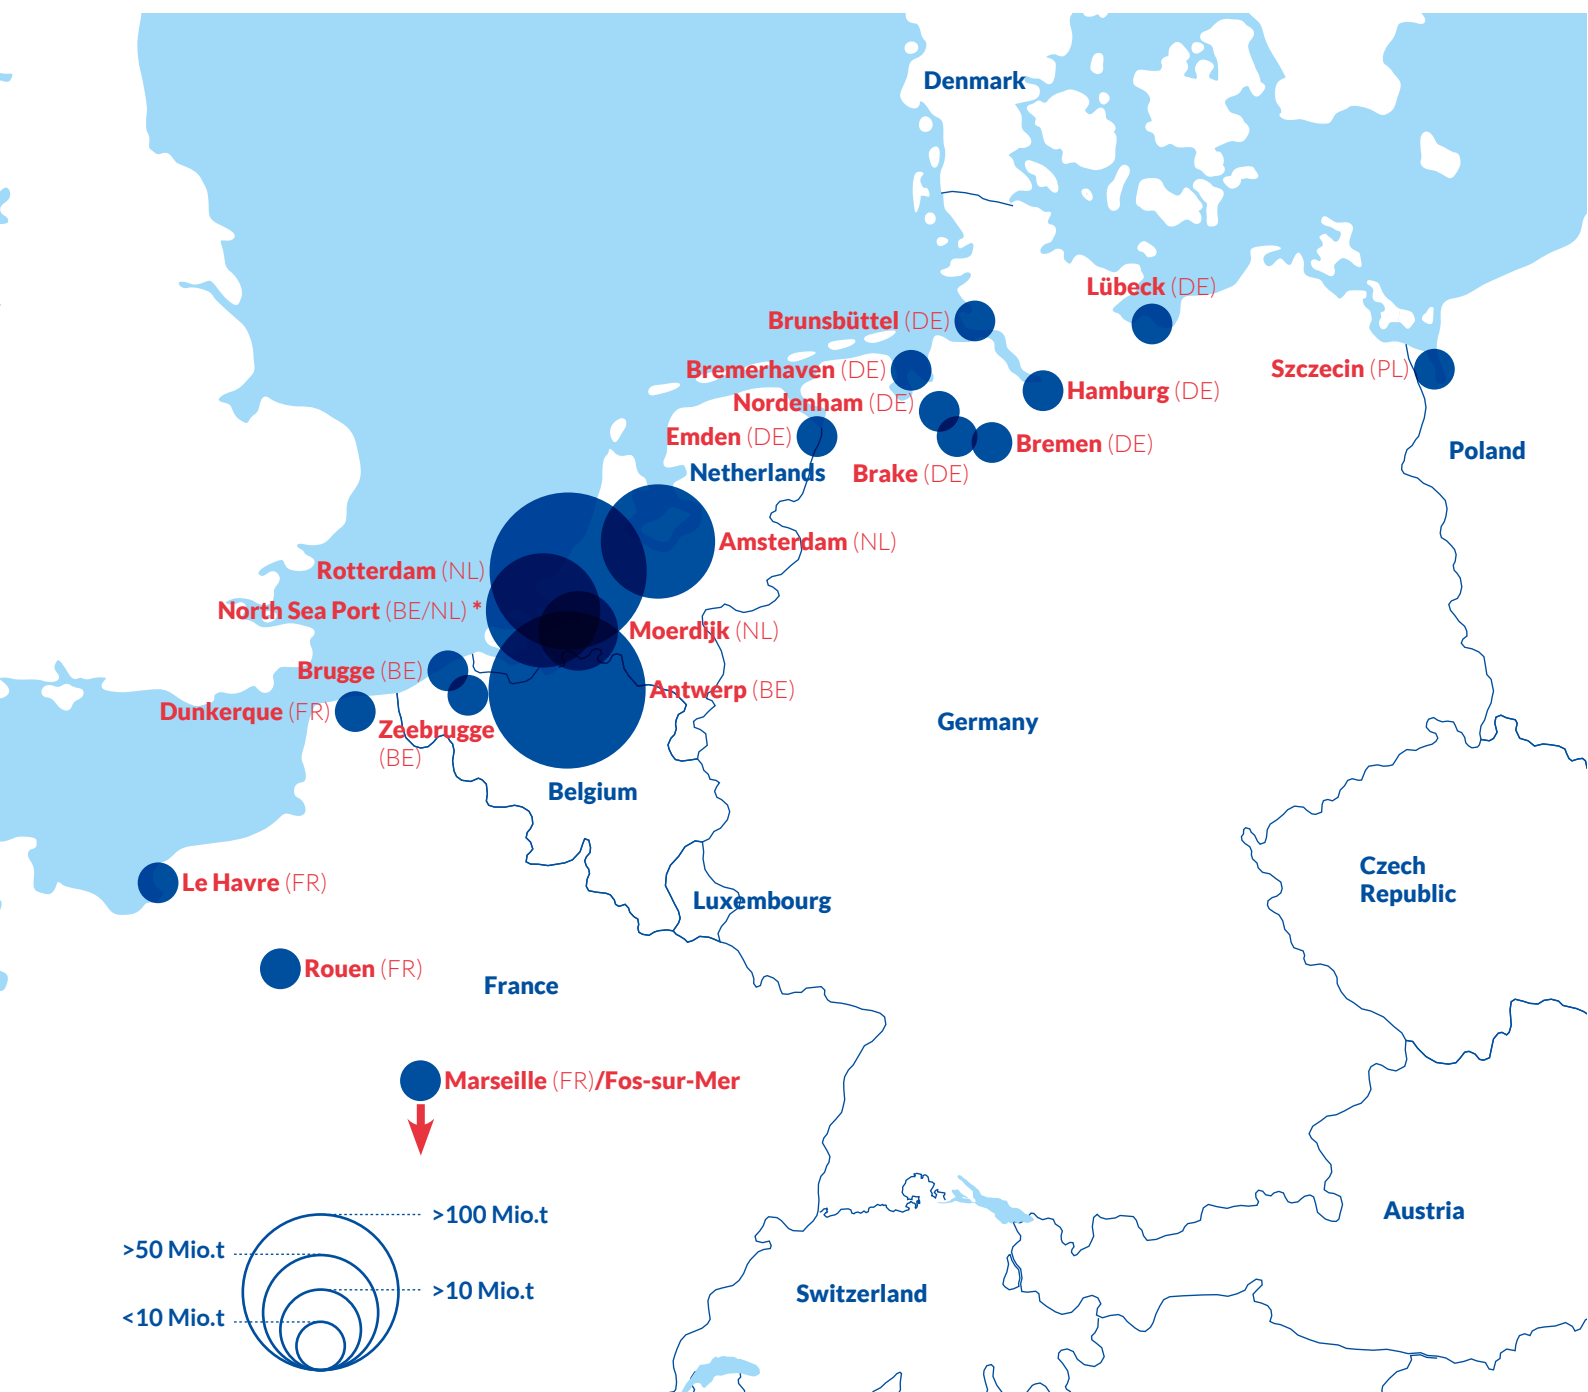 Denmark
Lübeck (DE)
Brunsbüttel (DE)
Bremerhaven (DE)
Szczecin (PL)
Hamburg (DE)
Nordenham (DE)
Emden (DE)
Bremen (DE)
Poland
Netherlands
Brake (DE)
Amsterdam (NL)
Rotterdam (NL)
North Sea Port (BE/NL) *
Moerdijk (NL)
Brugge (BE)
Antwerp (BE)
Dunkerque (FR)
Germany
Zeebrugge
(BE)
Belgium
Czech
Republic
Le Havre (FR)
Luxembourg
Rouen (FR)
France
Marseille (FR)/Fos-sur-Mer
Austria
>100 Mio.t
>50 Mio.t
>10 Mio.t
<10 Mio.t
Switzerland